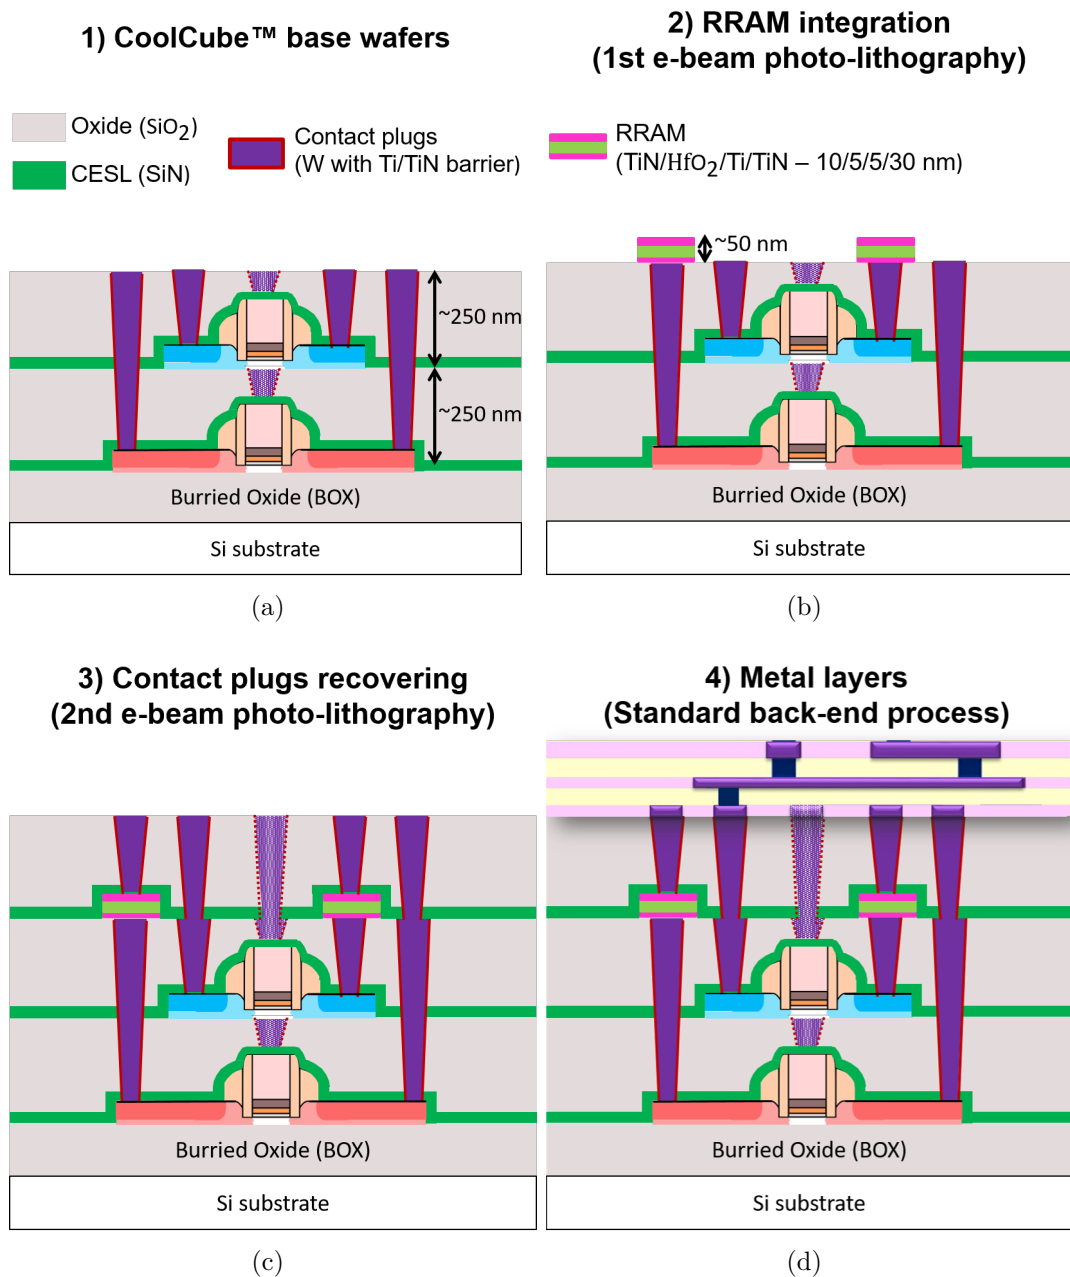 1) CoolCube™ base wafers
2) RRAM integration
(1st e-beam photo-lithography)
Oxide (SiO₂)
CESL (SiN)
Contact plugs
(W with Ti/TiN barrier)
RRAM
(TiN/HfO₂/Ti/TiN – 10/5/5/30 nm)
~250 nm
~250 nm
Burried Oxide (BOX)
Si substrate
(a)
~50 nm
Burried Oxide (BOX)
Si substrate
(b)
3) Contact plugs recovering
(2nd e-beam photo-lithography)
4) Metal layers
(Standard back-end process)
Burried Oxide (BOX)
Si substrate
(c)
Burried Oxide (BOX)
Si substrate
(d)